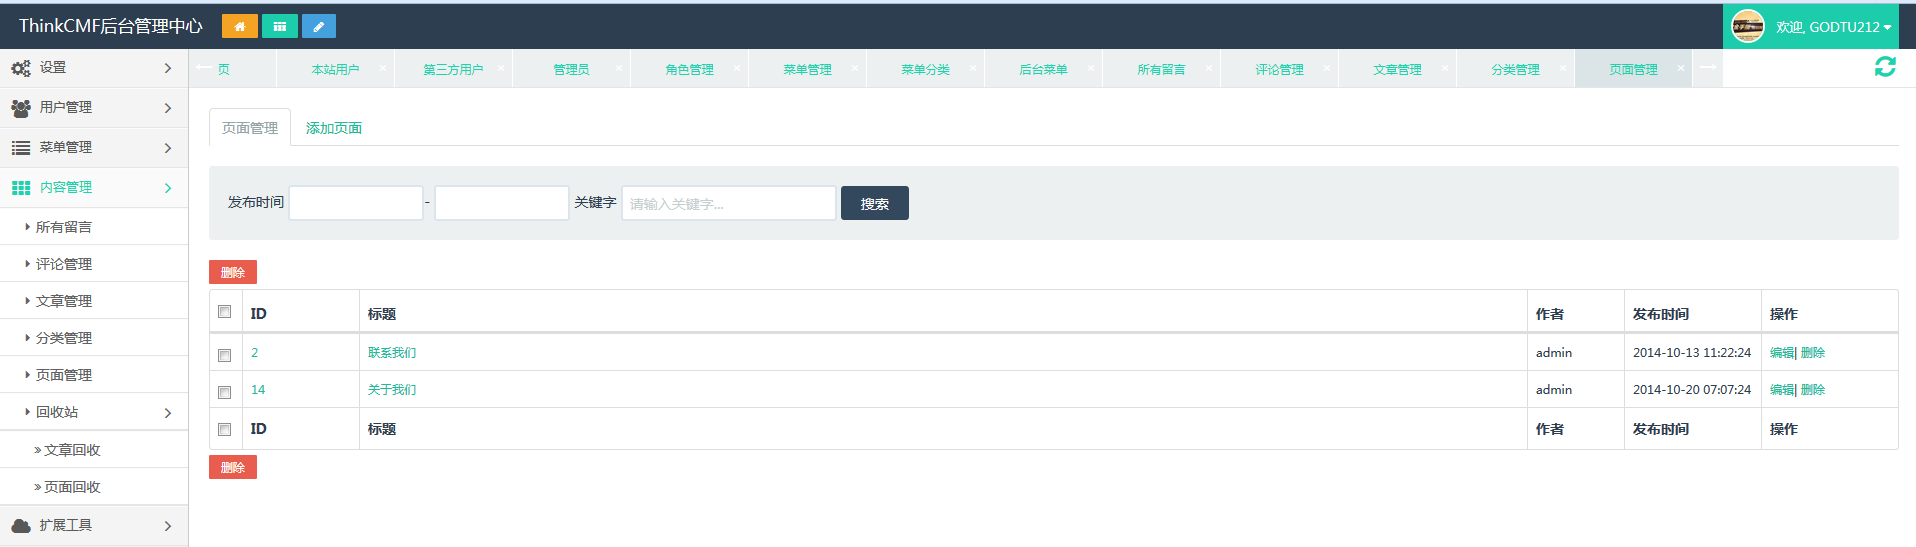 ThinkCMF后台管理中心
欢迎, GODTU212
设置
用户管理
菜单管理
内容管理
所有留言
评论管理
文章管理
分类管理
页面管理
回收站
文章回收
页面回收
扩展工具
页 本站用户 × 第三方用户 × 管理员 × 角色管理 × 菜单管理 × 菜单分类 × 后台菜单 × 所有留言 × 评论管理 × 文章管理 × 分类管理 × 页面管理 ×
页面管理 添加页面
发布时间 - 关键字 请输入关键字... 搜索
删除
ID 标题 作者 发布时间 操作
2 联系我们 admin 2014-10-13 11:22:24 编辑| 删除
14 关于我们 admin 2014-10-20 07:07:24 编辑| 删除
ID 标题 作者 发布时间 操作
删除